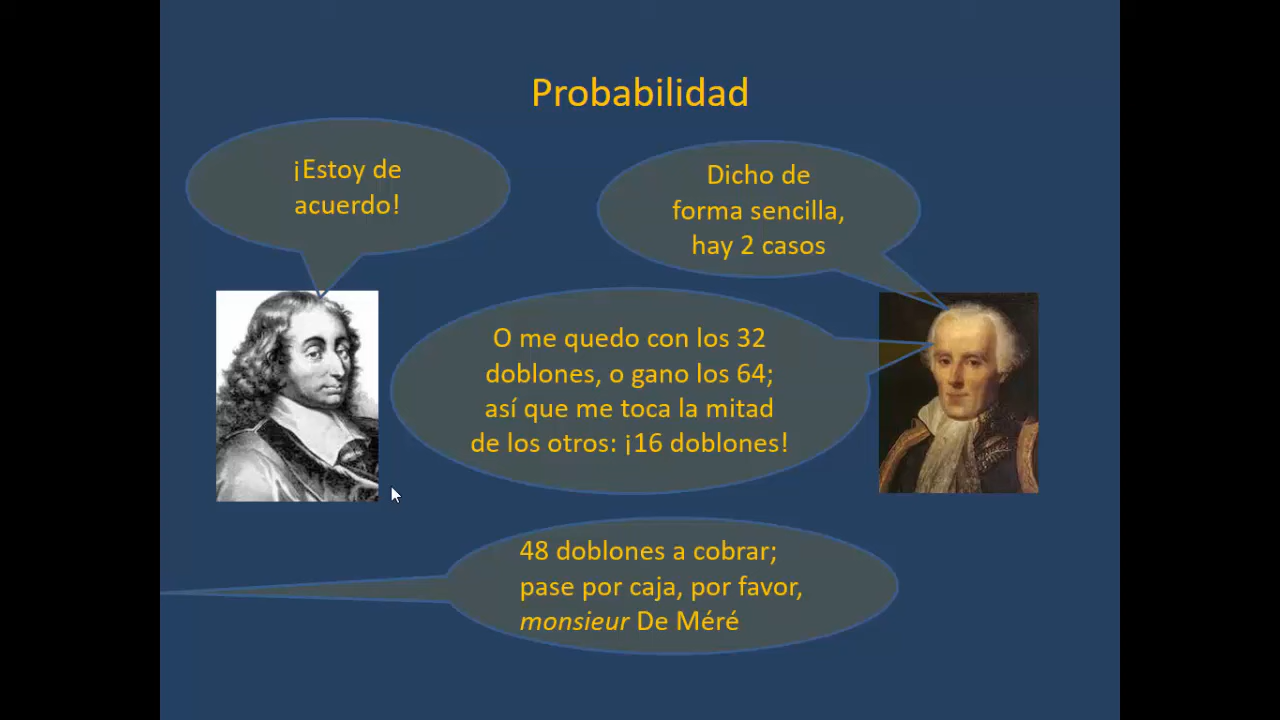 Probabilidad
¡Estoy de
acuerdo!
Dicho de
forma sencilla,
hay 2 casos
O me quedo con los 32
doblones, o gano los 64;
así que me toca la mitad
de los otros: ¡16 doblones!
48 doblones a cobrar;
pase por caja, por favor,
monsieur De Méré